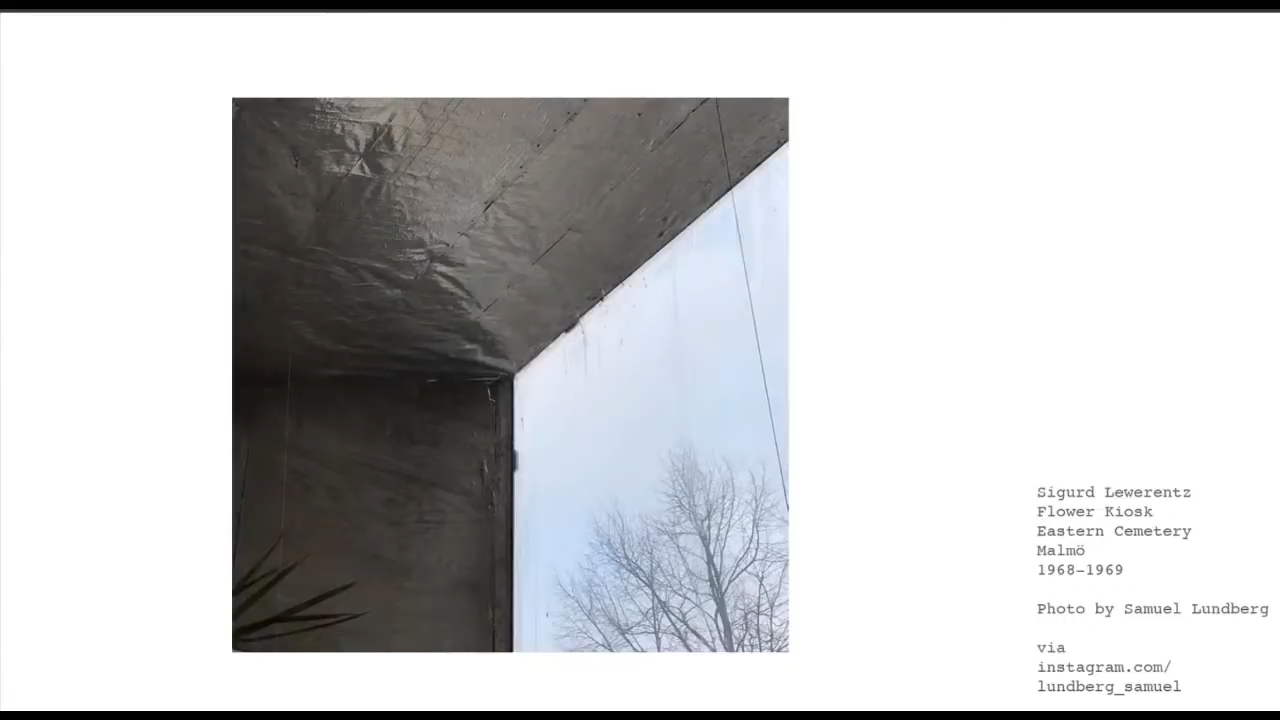 Sigurd Lewerentz
Flower Kiosk
Eastern Cemetery
Malmö
1968-1969
Photo by Samuel Lundberg
via
instagram.com/
lundberg_samuel